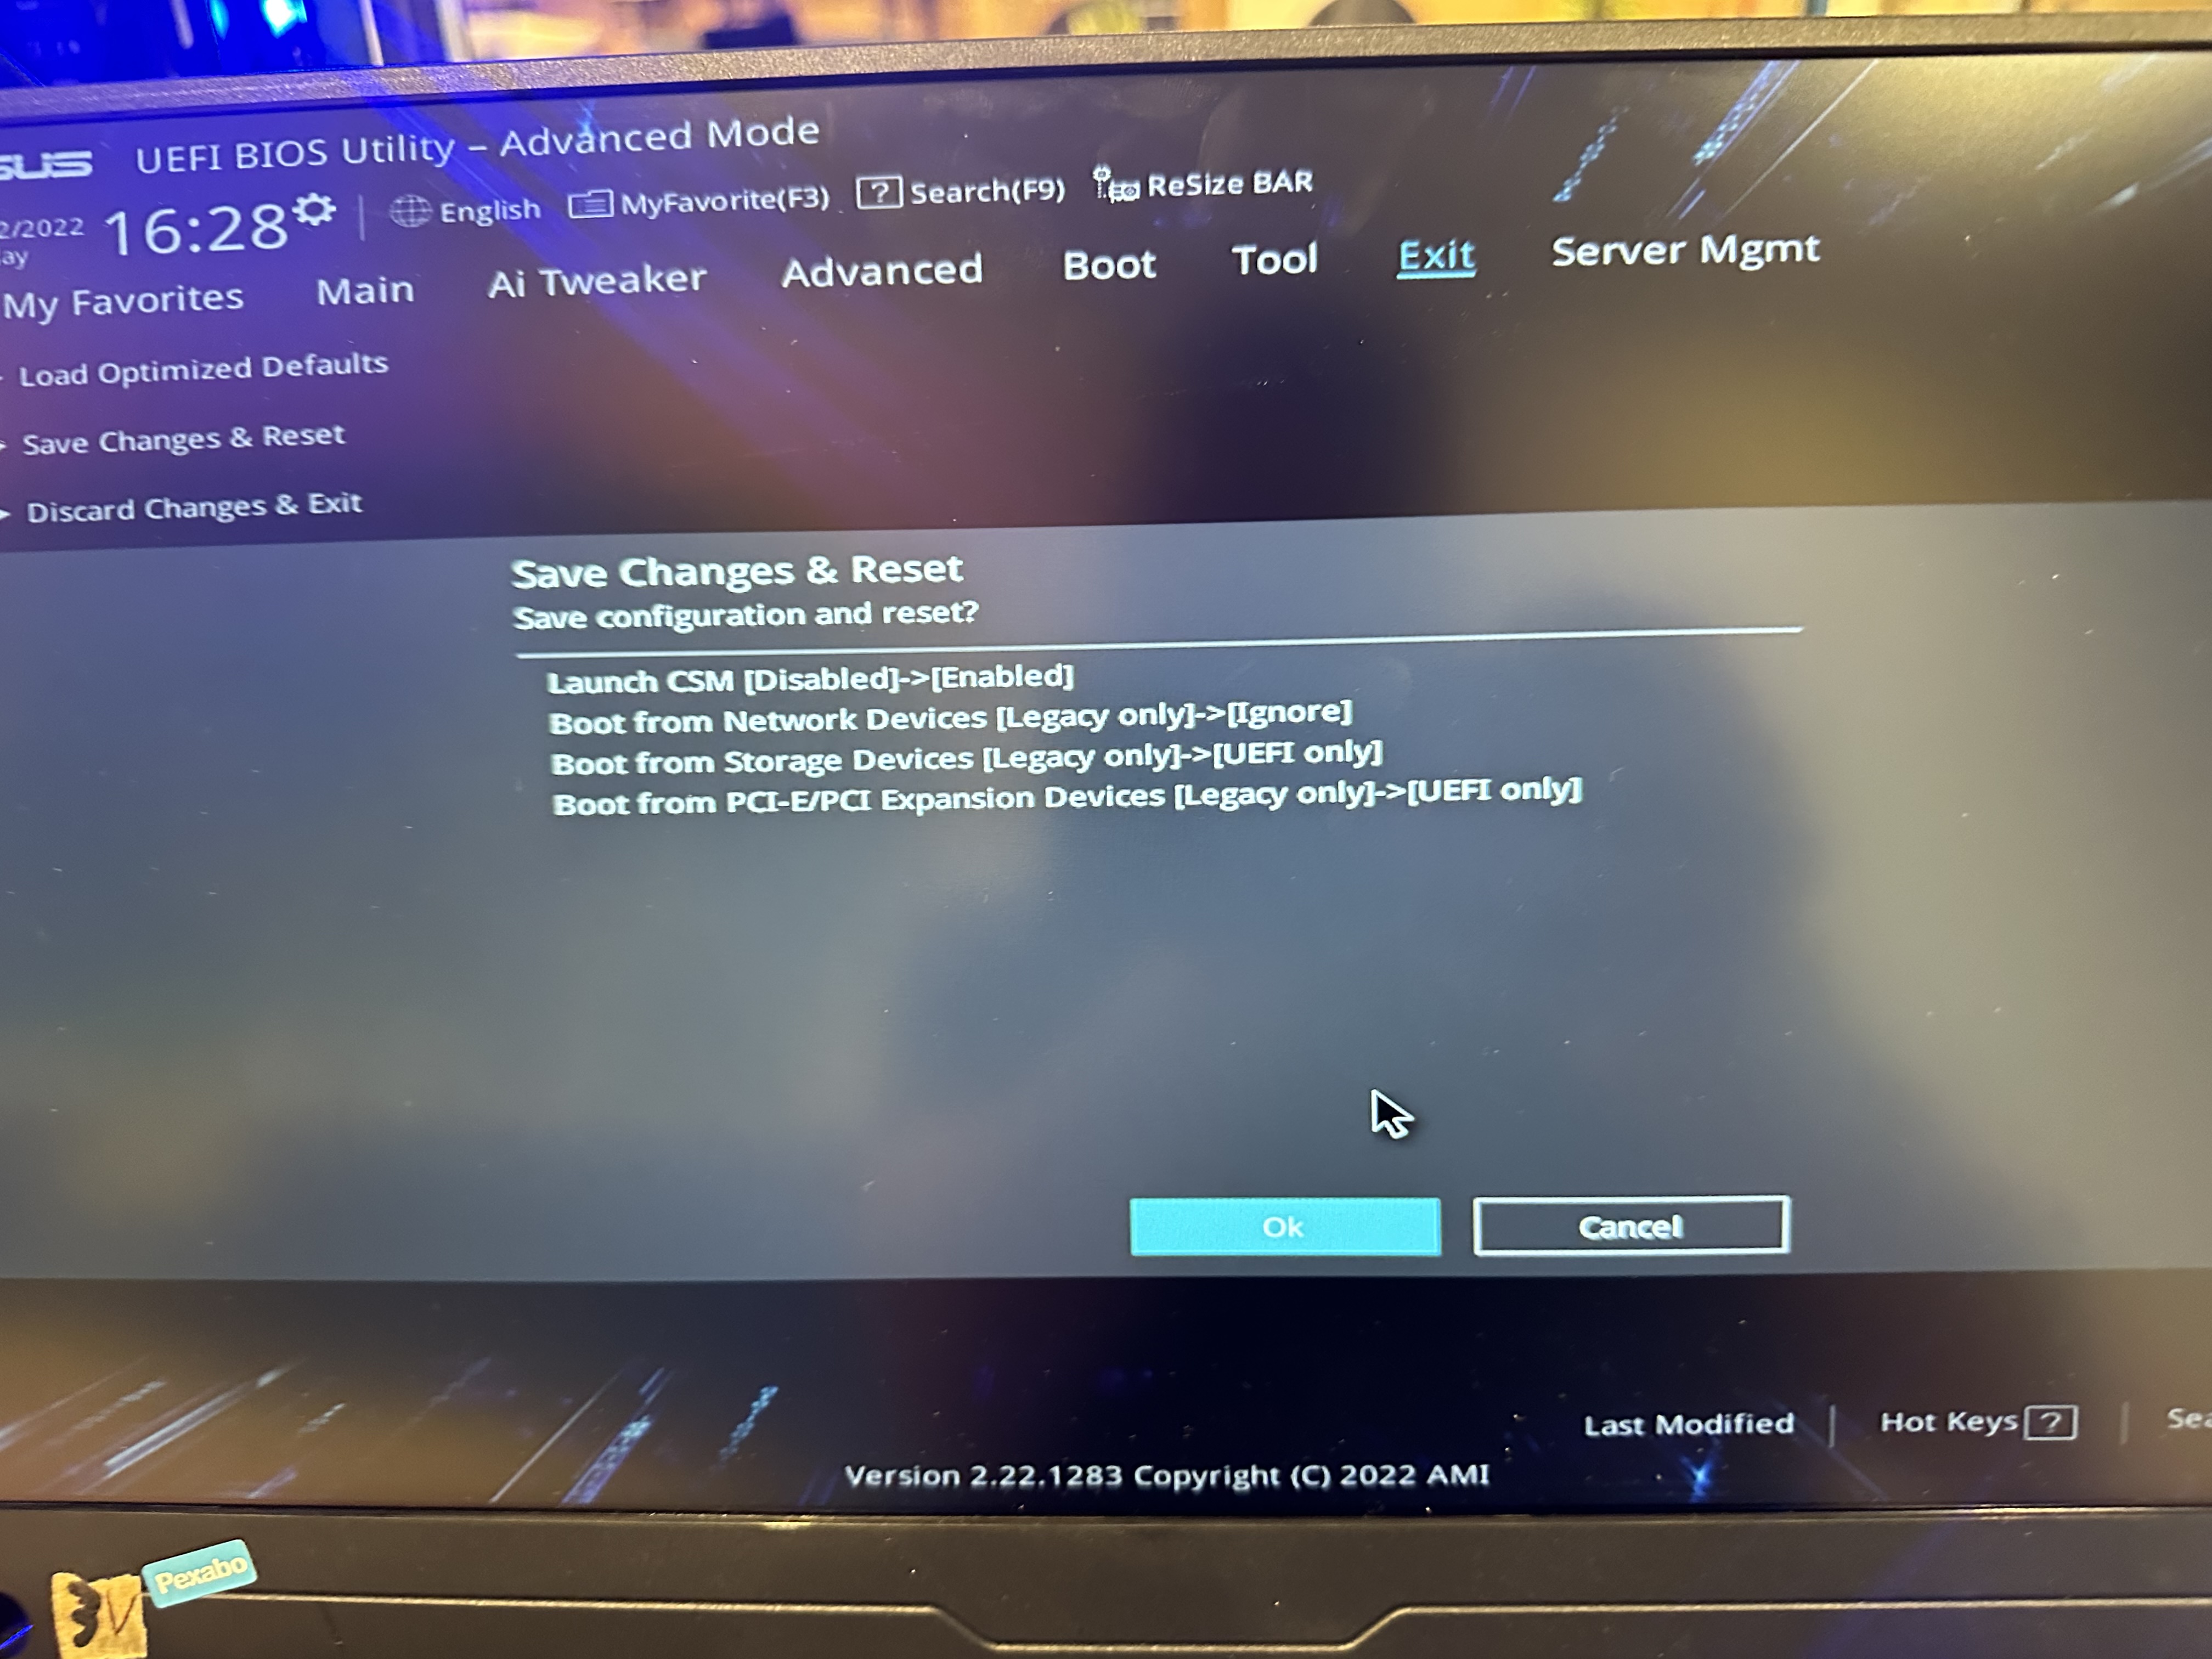 UEFI BIOS Utility – Advanced Mode
2/2022 16:28 English MyFavorite(F3) Search(F9) ReSize BAR
ay
My Favorites Main Ai Tweaker Advanced Boot Tool Exit Server Mgmt
Load Optimized Defaults
Save Changes & Reset
Discard Changes & Exit
Save Changes & Reset
Save configuration and reset?
Launch CSM [Disabled]->[Enabled]
Boot from Network Devices [Legacy only]->[Ignore]
Boot from Storage Devices [Legacy only]->[UEFI only]
Boot from PCI-E/PCI Expansion Devices [Legacy only]->[UEFI only]
Ok Cancel
Last Modified Hot Keys ?
Version 2.22.1283 Copyright (C) 2022 AMI
Pexabo